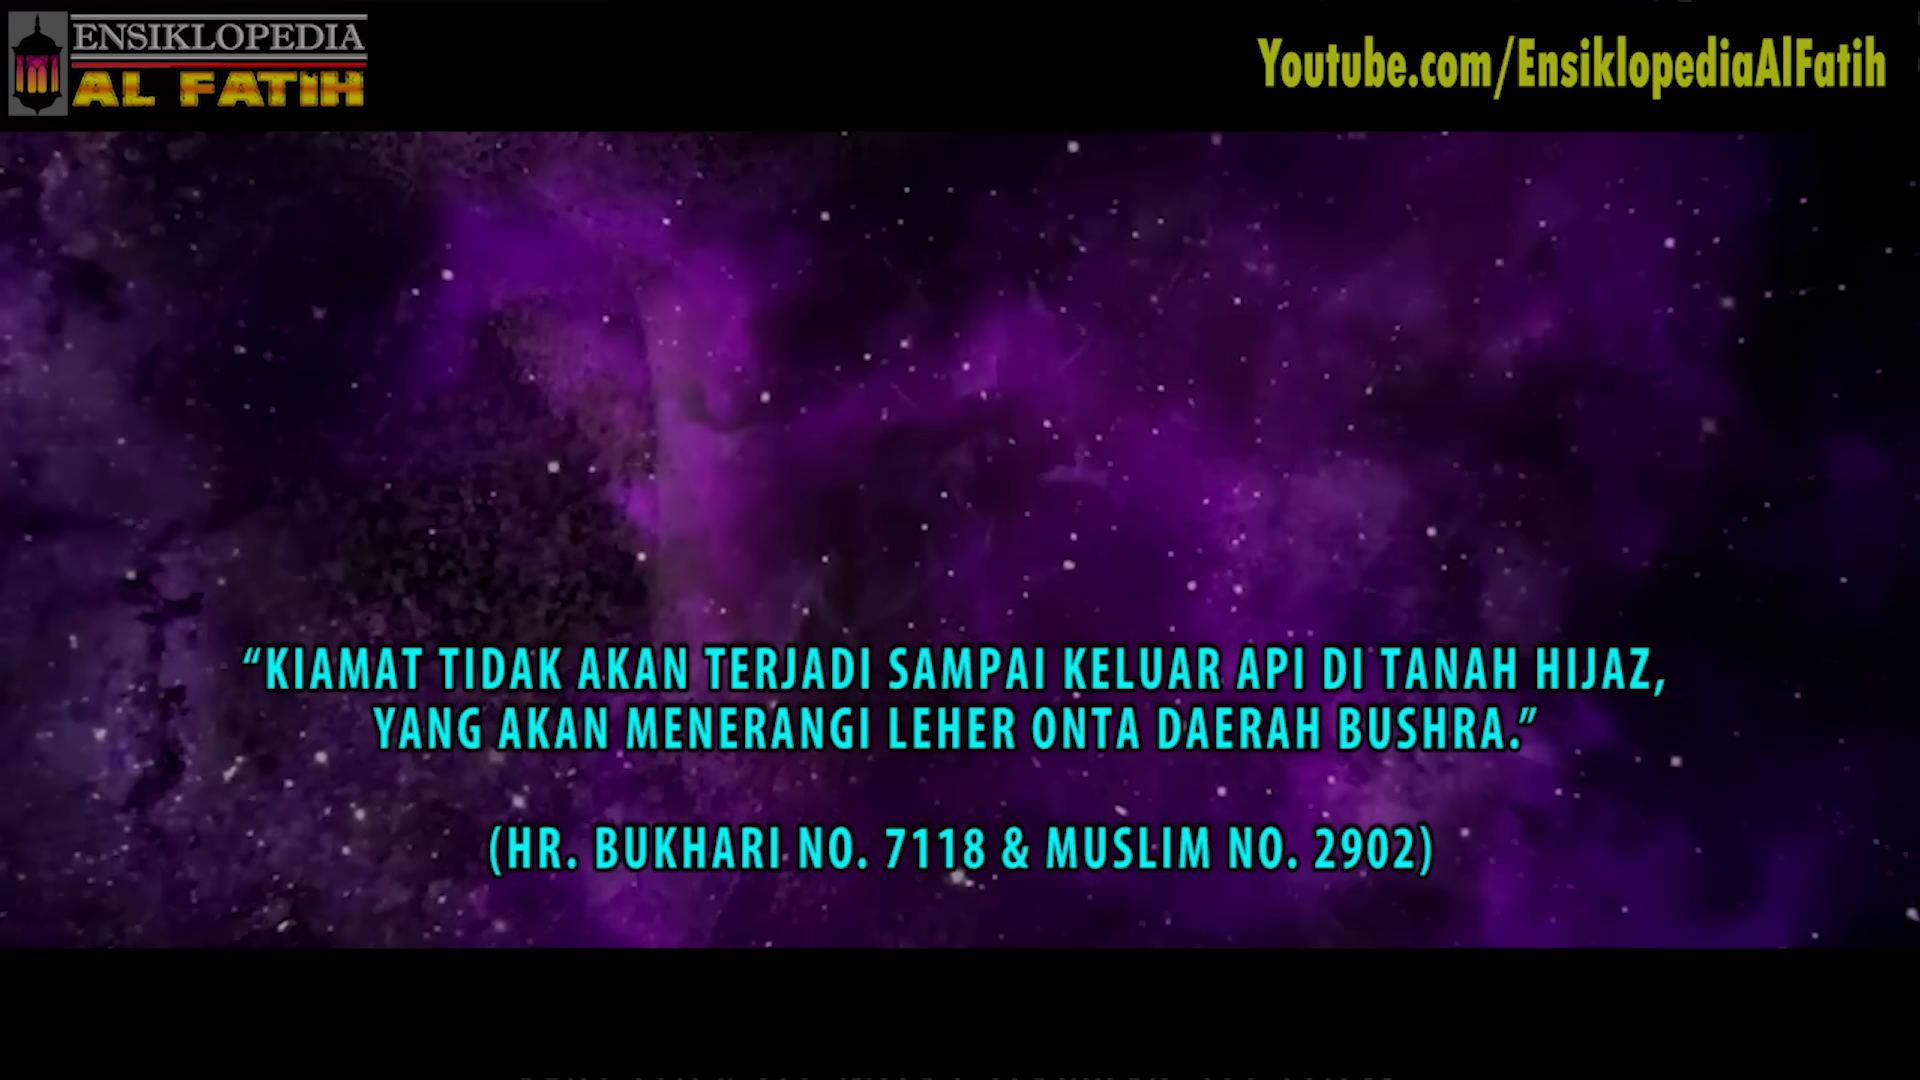 ENSIKLOPEDIA
AL FATIH
Youtube.com/EnsiklopediaAlFatih
“KIAMAT TIDAK AKAN TERJADI SAMPAI KELUAR API DI TANAH HIJAZ,
YANG AKAN MENERANGI LEHER ONTA DAERAH BUSHRA.”
(HR. BUKHARI NO. 7118 & MUSLIM NO. 2902)